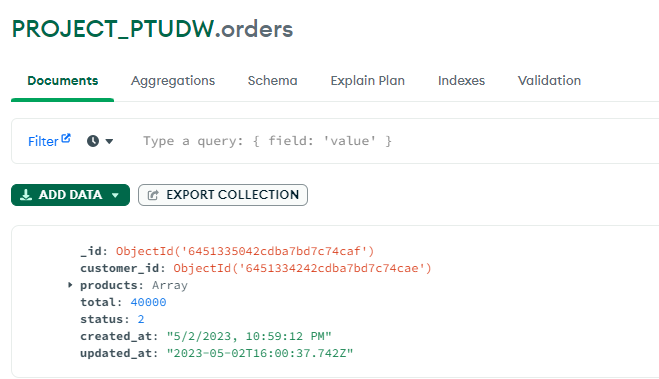 PROJECT_PTUDW.orders
Documents Aggregations Schema Explain Plan Indexes Validation
Filter Type a query: { field: 'value' }
ADD DATA EXPORT COLLECTION
_id: ObjectId('6451335042cdba7bd7c74caf')
customer_id: ObjectId('6451334242cdba7bd7c74cae')
products: Array
total: 40000
status: 2
created_at: "5/2/2023, 10:59:12 PM"
updated_at: "2023-05-02T16:00:37.742Z"